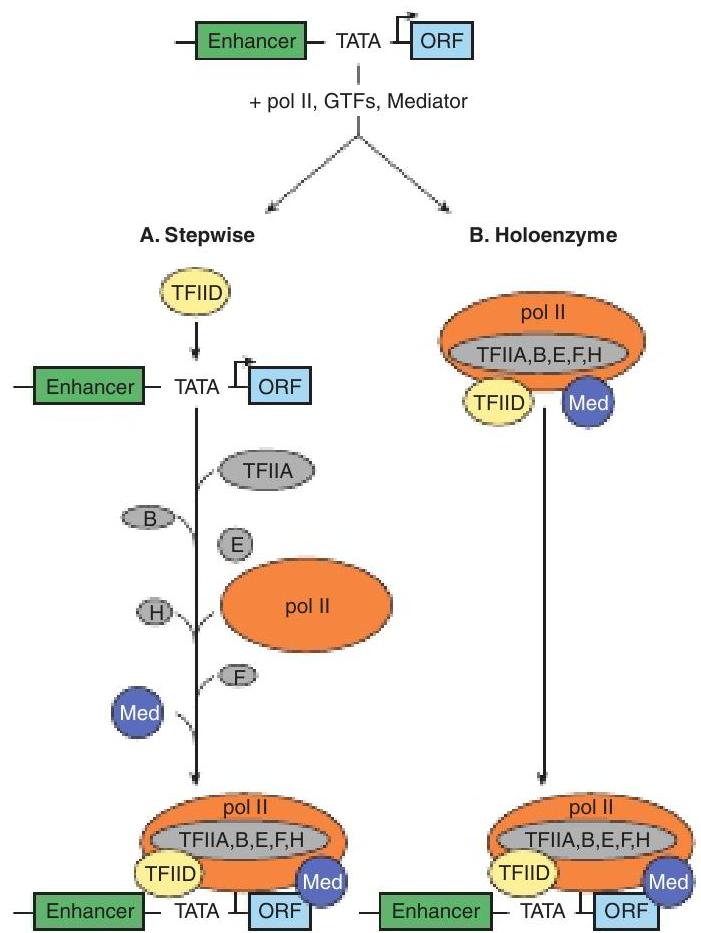 Enhancer TATA ORF
+ pol II, GTFs, Mediator
A. Stepwise
B. Holoenzyme
TFIID
Enhancer TATA ORF
TFIIA
B
E
pol II
H
F
Med
pol II
TFIIA,B,E,F,H
TFIID
Med
Enhancer TATA ORF
pol II
TFIIA,B,E,F,H
TFIID Med
pol II
TFIIA,B,E,F,H
TFIID
Med
Enhancer TATA ORF